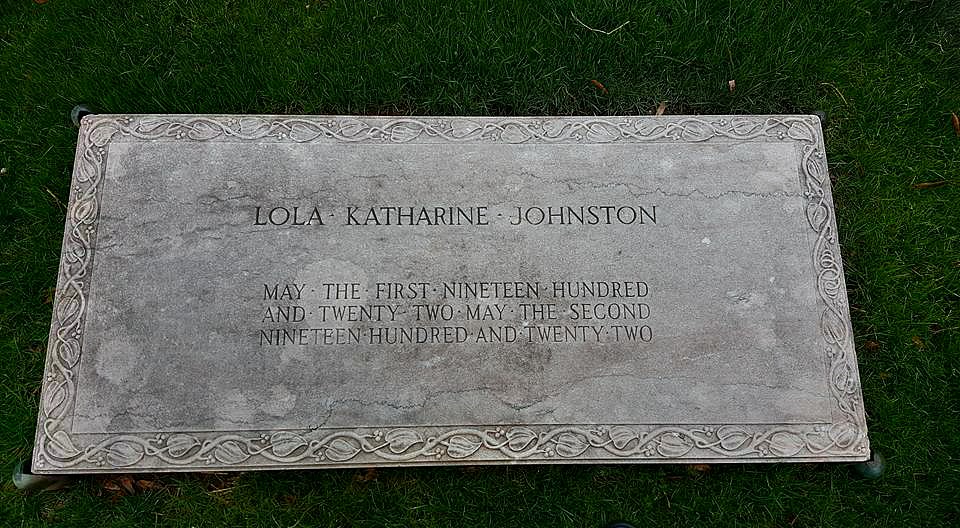 LOLA · KATHARINE · JOHNSTON
MAY · THE · FIRST · NINETEEN · HUNDRED
AND · TWENTY · TWO · MAY · THE · SECOND
NINETEEN · HUNDRED · AND · TWENTY · TWO